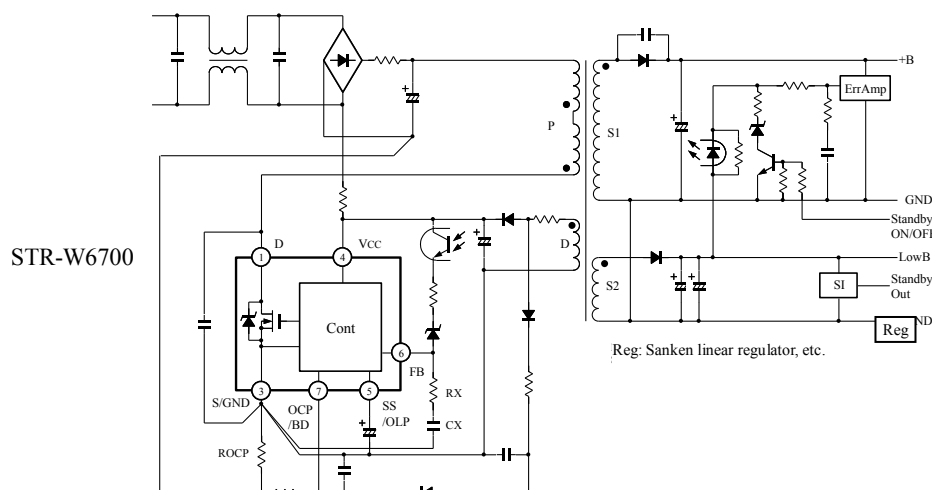 +B
ErrAmp
P
S1
GND
Standby
ON/OFF
STR-W6700
D
VCC
D
1
4
LowB
S2
SI
Standby
Out
Cont
ND
Reg
6
FB
Reg: Sanken linear regulator, etc.
3
7
5
S/GND
OCP
/BD
SS
/OLP
RX
CX
ROCP